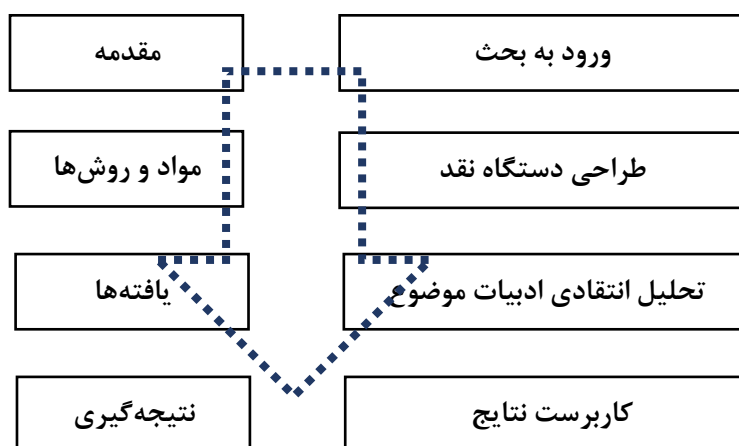 ورود به بحث
مقدمه
طراحی دستگاه نقد
مواد و روش‌ها
تحلیل انتقادی ادبیات موضوع
یافته‌ها
کاربرست نتایج
نتیجه‌گیری